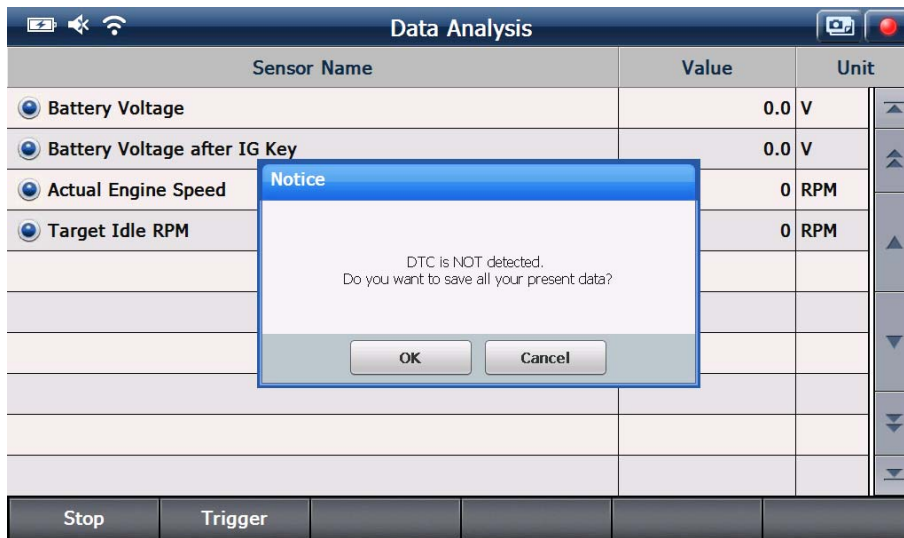 Data Analysis
Sensor Name Value Unit
Battery Voltage 0.0 V
Battery Voltage after IG Key 0.0 V
Actual Engine Speed 0 RPM
Target Idle RPM 0 RPM
Notice
DTC is NOT detected.
Do you want to save all your present data?
OK Cancel
Stop Trigger